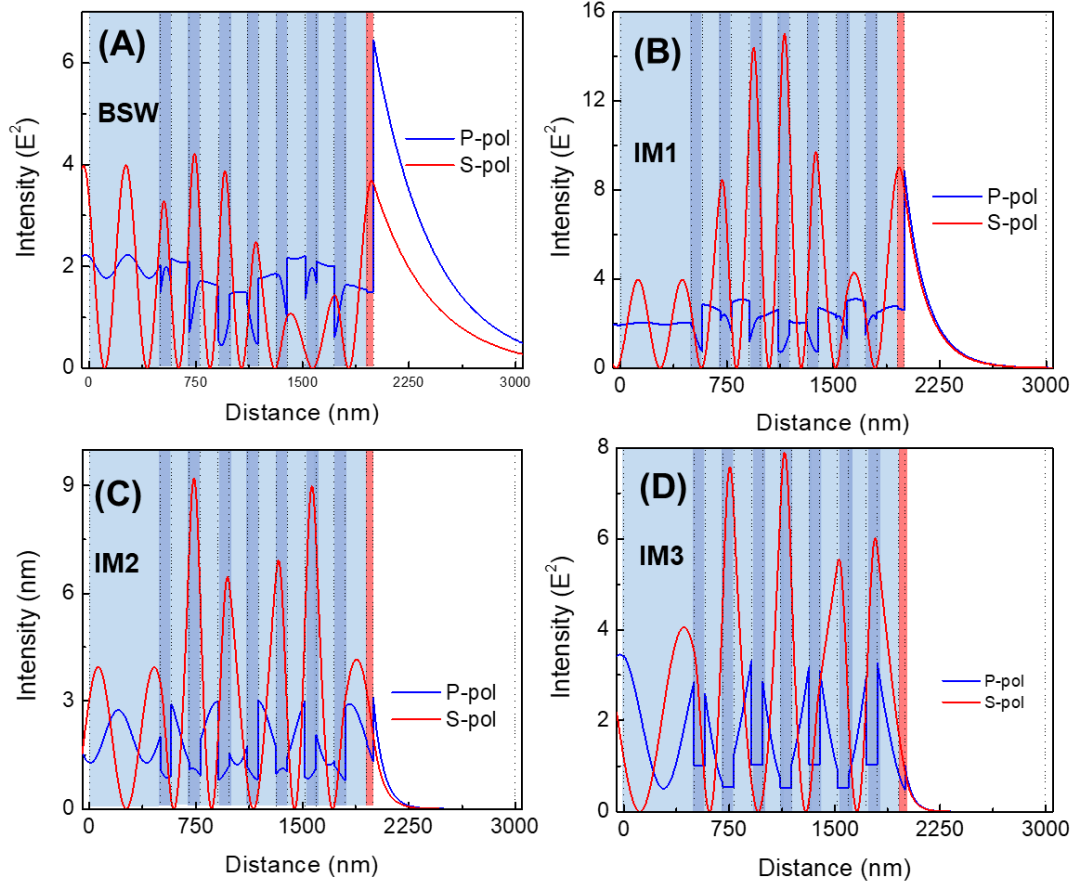 (A)
BSW
P-pol
S-pol
Intensity (E²)
0
2
4
6
0
750
1500
2250
3000
Distance (nm)
(B)
IM1
P-pol
S-pol
Intensity (E²)
0
4
8
12
16
0
750
1500
2250
3000
Distance (nm)
(C)
IM2
P-pol
S-pol
Intensity (nm)
0
3
6
9
0
750
1500
2250
3000
Distance (nm)
(D)
IM3
P-pol
S-pol
Intensity (E²)
0
2
4
6
8
0
750
1500
2250
3000
Distance (nm)